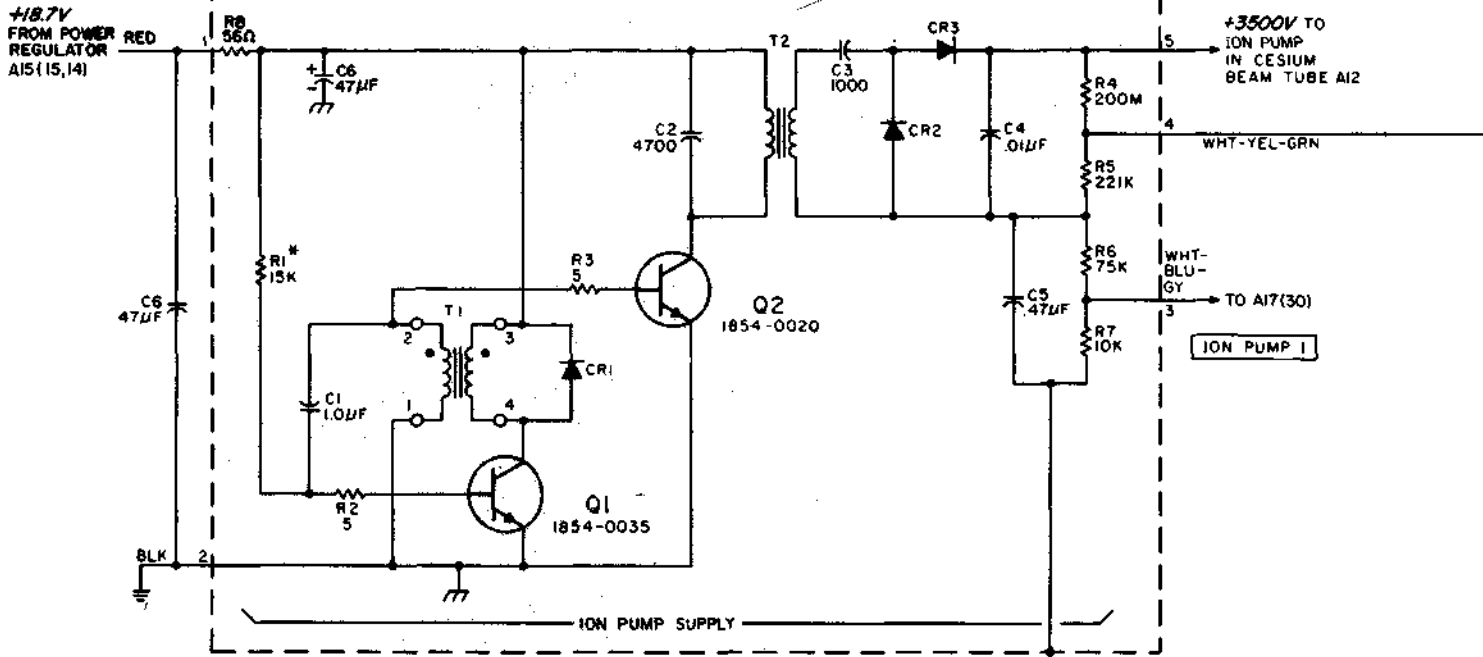 +18.7V
FROM POWER
REGULATOR
A15(15,14)
RED
1
R8
56Ω
+
-
C6
47µF
T2
C3
1000
CR3
5
+3500V TO
ION PUMP
IN CESIUM
BEAM TUBE A12
R4
200M
C2
4700
CR2
C4
.01µF
4
WHT-YEL-GRN
R5
221K
R1*
15K
R3
5
Q2
1854-0020
R6
75K
WHT-
BLU-
GY
3
TO A17(30)
C5
.47µF
R7
10K
ION PUMP 1
C6
47µF
T1
2
3
CR1
C1
1.0µF
1
4
R2
5
Q1
1854-0035
BLK
2
ION PUMP SUPPLY